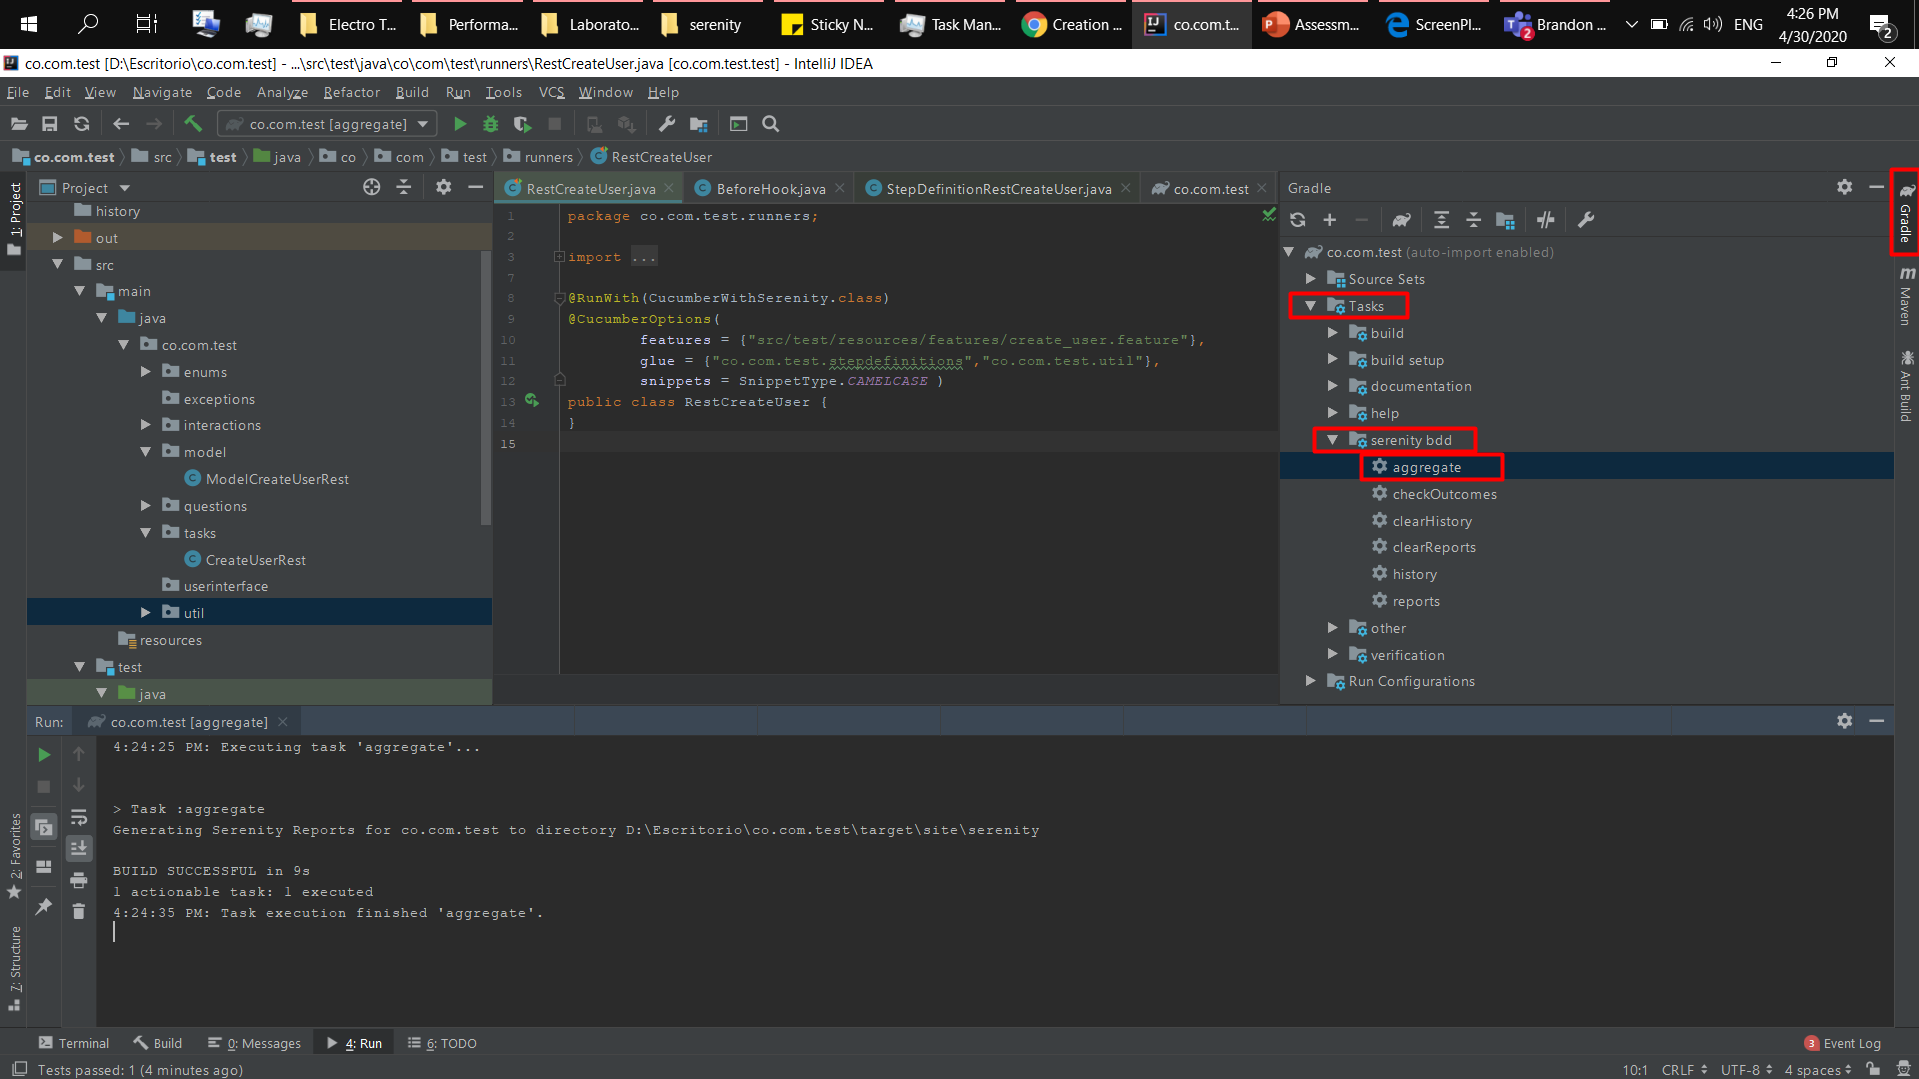 Electro T...
Performa...
Laborato...
serenity
Sticky N...
Task Man...
Creation ...
co.com.t...
Assessm...
ScreenPl...
Brandon ...
ENG
4:26 PM
4/30/2020
2
co.com.test [D:\Escritorio\co.com.test] - ...\src\test\java\co\com\test\runners\RestCreateUser.java [co.com.test.test] - IntelliJ IDEA
File Edit View Navigate Code Analyze Refactor Build Run Tools VCS Window Help
co.com.test [aggregate]
co.com.test src test java co com test runners RestCreateUser
1: Project
2: Favorites
7: Structure
Project
history
out
src
main
java
co.com.test
enums
exceptions
interactions
model
ModelCreateUserRest
questions
tasks
CreateUserRest
userinterface
util
resources
test
java
RestCreateUser.java BeforeHook.java StepDefinitionRestCreateUser.java co.com.test
1 package co.com.test.runners;
2
3 import ...
7
8 @RunWith(CucumberWithSerenity.class)
9 @CucumberOptions(
10 features = {"src/test/resources/features/create_user.feature"},
11 glue = {"co.com.test.stepdefinitions","co.com.test.util"},
12 snippets = SnippetType.CAMELCASE )
13 public class RestCreateUser {
14 }
15
Gradle
co.com.test (auto-import enabled)
Source Sets
Tasks
build
build setup
documentation
help
serenity bdd
aggregate
checkOutcomes
clearHistory
clearReports
history
reports
other
verification
Run Configurations
Gradle
Maven
Ant Build
Run: co.com.test [aggregate]
4:24:25 PM: Executing task 'aggregate'...
> Task :aggregate
Generating Serenity Reports for co.com.test to directory D:\Escritorio\co.com.test\target\site\serenity
BUILD SUCCESSFUL in 9s
1 actionable task: 1 executed
4:24:35 PM: Task execution finished 'aggregate'.
Terminal Build 0: Messages 4: Run 6: TODO
3 Event Log
Tests passed: 1 (4 minutes ago)
10:1 CRLF UTF-8 4 spaces